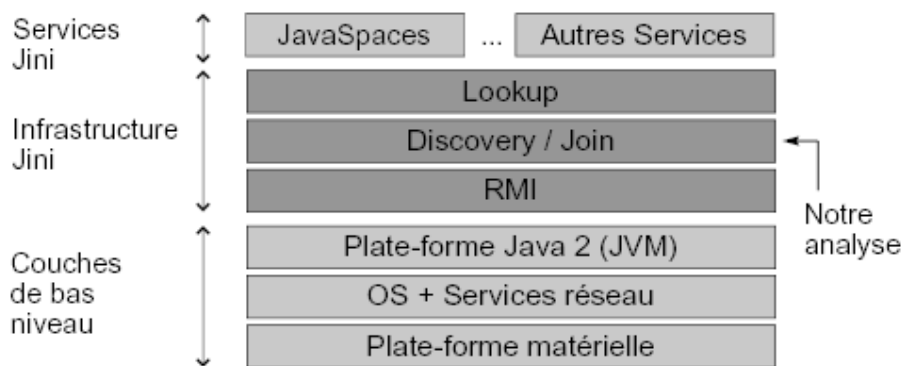 Services
Jini
JavaSpaces ... Autres Services
Infrastructure
Jini
Lookup
Discovery / Join
RMI
Notre
analyse
Couches
de bas
niveau
Plate-forme Java 2 (JVM)
OS + Services réseau
Plate-forme matérielle